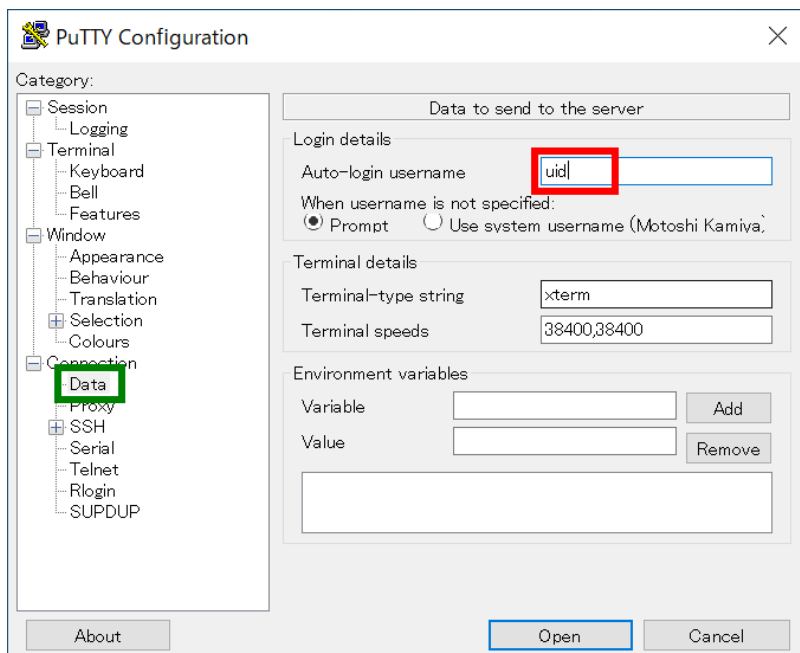 PuTTY Configuration
Category:
Session
Logging
Terminal
Keyboard
Bell
Features
Window
Appearance
Behaviour
Translation
Selection
Colours
Connection
Data
Proxy
SSH
Serial
Telnet
Rlogin
SUPDUP
Data to send to the server
Login details
Auto-login username uid
When username is not specified:
Prompt Use system username (Motoshi Kamiya)
Terminal details
Terminal-type string xterm
Terminal speeds 38400,38400
Environment variables
Variable Add
Value Remove
About Open Cancel